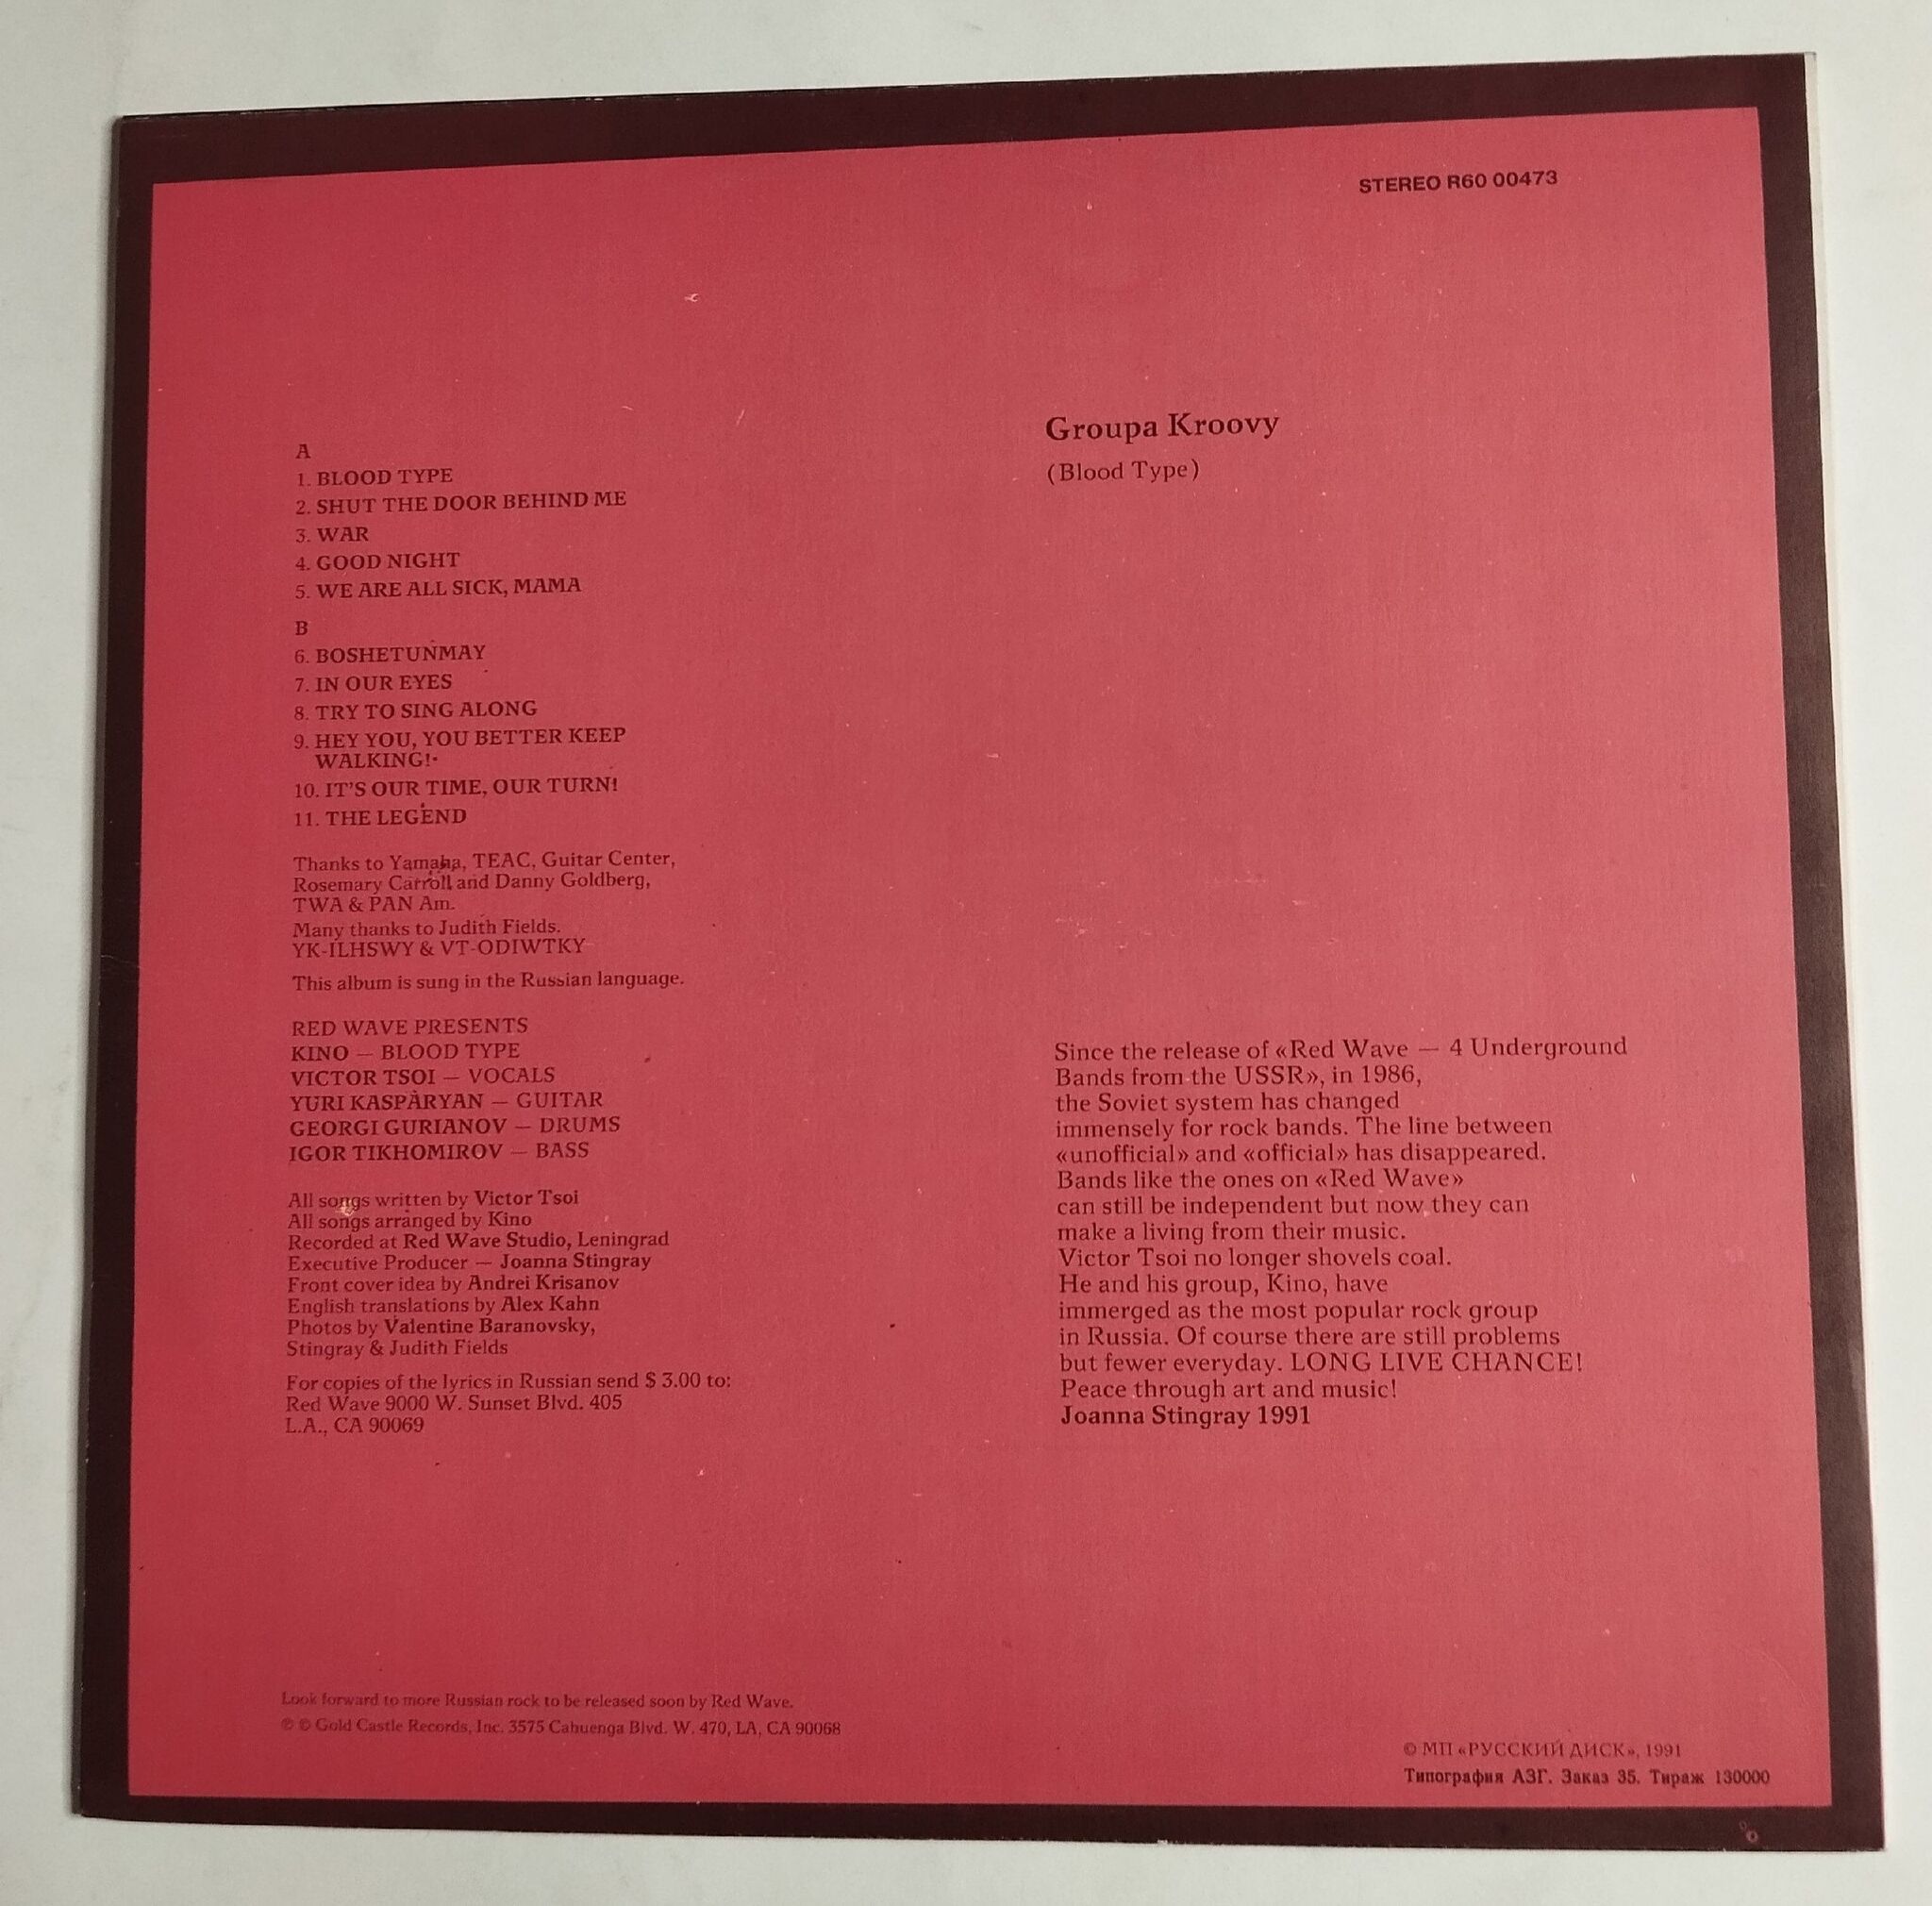 STEREO R60 00473
Groupa Kroovy
(Blood Type)
A
1. BLOOD TYPE
2. SHUT THE DOOR BEHIND ME
3. WAR
4. GOOD NIGHT
5. WE ARE ALL SICK, MAMA
B
6. BOSHETUNMAY
7. IN OUR EYES
8. TRY TO SING ALONG
9. HEY YOU, YOU BETTER KEEP
WALKING!
10. IT'S OUR TIME, OUR TURN!
11. THE LEGEND
Thanks to Yamaha, TEAC, Guitar Center,
Rosemary Carroll and Danny Goldberg,
TWA & PAN Am.
Many thanks to Judith Fields.
YK-ILHSWY & VT-ODIWTKY
This album is sung in the Russian language.
RED WAVE PRESENTS
KINO — BLOOD TYPE
VICTOR TSOI — VOCALS
YURI KASPARYAN — GUITAR
GEORGI GURIANOV — DRUMS
IGOR TIKHOMIROV — BASS
All songs written by Victor Tsoi
All songs arranged by Kino
Recorded at Red Wave Studio, Leningrad
Executive Producer — Joanna Stingray
Front cover idea by Andrei Krisanov
English translations by Alex Kahn
Photos by Valentine Baranovsky,
Stingray & Judith Fields
For copies of the lyrics in Russian send $ 3.00 to:
Red Wave 9000 W. Sunset Blvd. 405
L.A., CA 90069
Since the release of «Red Wave — 4 Underground
Bands from the USSR», in 1986,
the Soviet system has changed
immensely for rock bands. The line between
«unofficial» and «official» has disappeared.
Bands like the ones on «Red Wave»
can still be independent but now they can
make a living from their music.
Victor Tsoi no longer shovels coal.
He and his group, Kino, have
immerged as the most popular rock group
in Russia. Of course there are still problems
but fewer everyday. LONG LIVE CHANCE!
Peace through art and music!
Joanna Stingray 1991
Look forward to more Russian rock to be released soon by Red Wave.
℗ © Gold Castle Records, Inc. 3575 Cahuenga Blvd. W. 470, LA, CA 90068
© МП «РУССКИЙ ДИСК», 1991
Типография АЗГ. Заказ 35. Тираж 130000